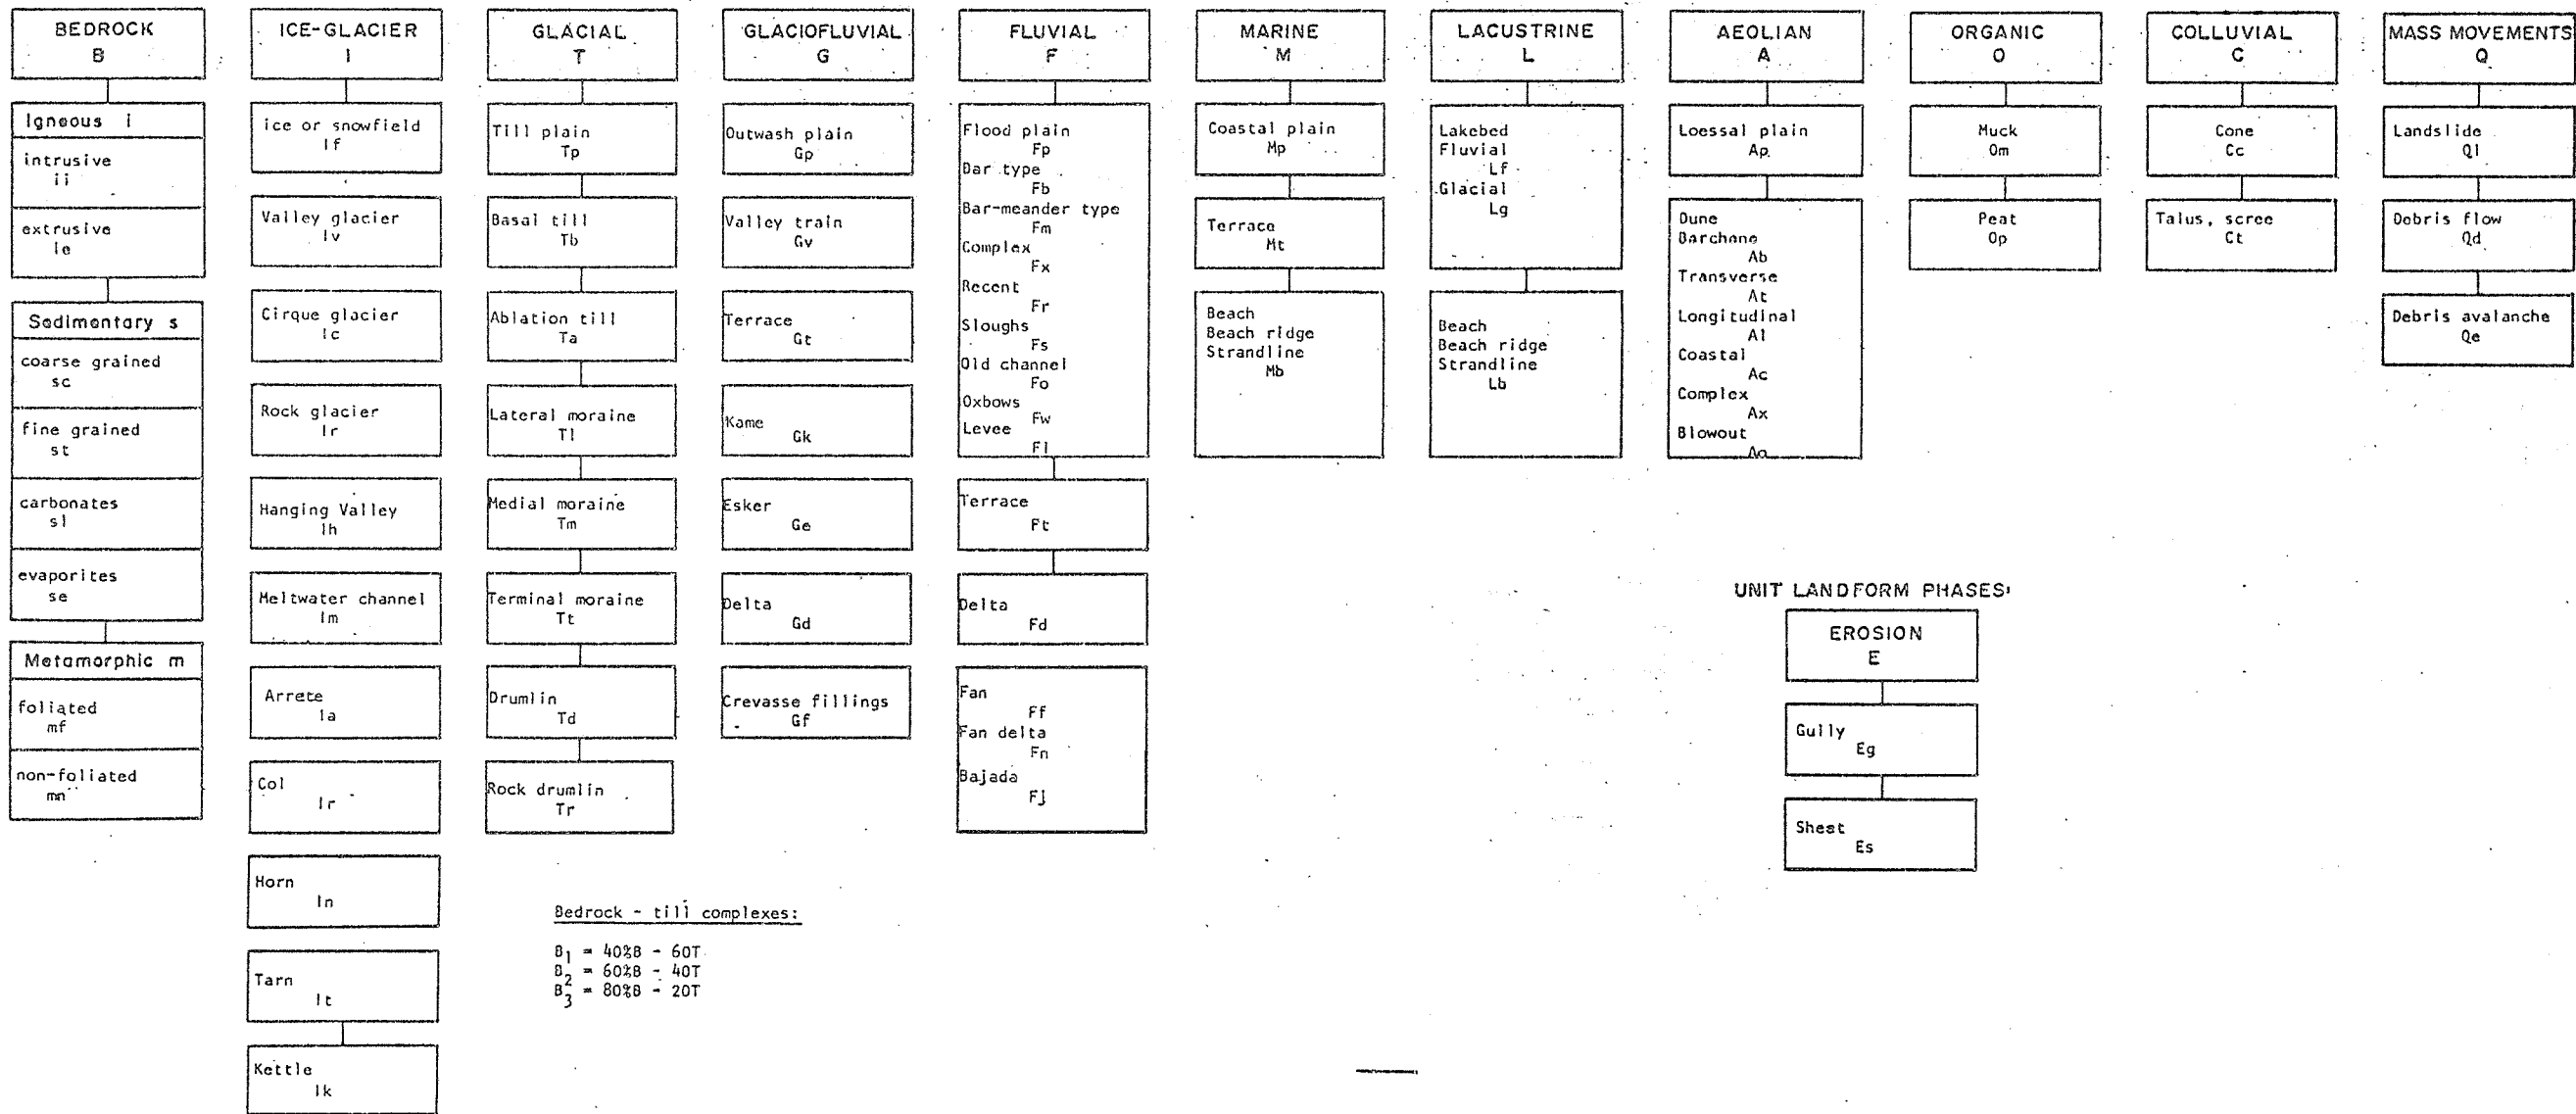 BEDROCK
B
Igneous i
intrusive
ii
extrusive
ie
Sedimentary s
coarse grained
sc
fine grained
st
carbonates
sl
evaporites
se
Metamorphic m
foliated
mf
non-foliated
mn
ICE-GLACIER
I
ice or snowfield
If
Valley glacier
Iv
Cirque glacier
Ic
Rock glacier
Ir
Hanging Valley
Ih
Meltwater channel
Im
Arrete
Ia
Col
Ir
Horn
In
Tarn
It
Kettle
Ik
GLACIAL
T
Till plain
Tp
Basal till
Tb
Ablation till
Ta
Lateral moraine
Tl
Medial moraine
Tm
Terminal moraine
Tt
Drumlin
Td
Rock drumlin
Tr
Bedrock - till complexes:
B1 = 40%B - 60T
B2 = 60%B - 40T
B3 = 80%B - 20T
GLACIOFLUVIAL
G
Outwash plain
Gp
Valley train
Gv
Terrace
Gt
Kame
Gk
Esker
Ge
Delta
Gd
Crevasse fillings
Gf
FLUVIAL
F
Flood plain
Fp
Bar type
Fb
Bar-meander type
Fm
Complex
Fx
Recent
Fr
Sloughs
Fs
Old channel
Fo
Oxbows
Fw
Levee
Fl
Terrace
Ft
Delta
Fd
Fan
Ff
Fan delta
Fn
Bajada
Fj
MARINE
M
Coastal plain
Mp
Terrace
Mt
Beach
Beach ridge
Strandline
Mb
LACUSTRINE
L
Lakebed
Fluvial
Lf
Glacial
Lg
Beach
Beach ridge
Strandline
Lb
AEOLIAN
A
Loessal plain
Ap
Dune
Barchane
Ab
Transverse
At
Longitudinal
Al
Coastal
Ac
Complex
Ax
Blowout
Ao
ORGANIC
O
Muck
Om
Peat
Op
COLLUVIAL
C
Cone
Cc
Talus, scree
Ct
MASS MOVEMENTS
Q
Landslide
Ql
Debris flow
Qd
Debris avalanche
Qe
UNIT LANDFORM PHASES:
EROSION
E
Gully
Eg
Sheet
Es